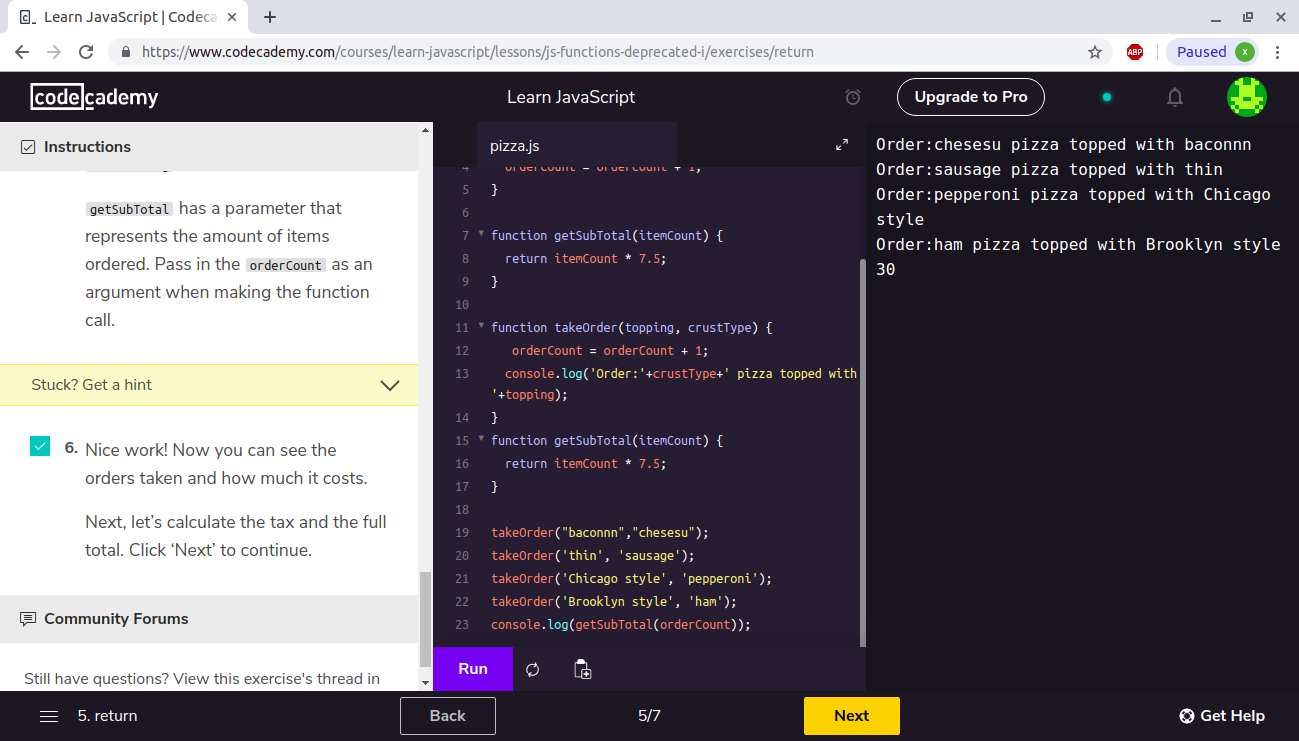 Learn JavaScript | Codeca
https://www.codecademy.com/courses/learn-javascript/lessons/js-functions-deprecated-i/exercises/return
ABP
Paused
x
codecademy
Learn JavaScript
Upgrade to Pro
Instructions
getSubTotal has a parameter that
represents the amount of items
ordered. Pass in the orderCount as an
argument when making the function
call.
Stuck? Get a hint
6. Nice work! Now you can see the
orders taken and how much it costs.
Next, let’s calculate the tax and the full
total. Click ‘Next’ to continue.
Community Forums
Still have questions? View this exercise's thread in
pizza.js
4 orderCount = orderCount + 1;
5 }
6
7 function getSubTotal(itemCount) {
8 return itemCount * 7.5;
9 }
10
11 function takeOrder(topping, crustType) {
12 orderCount = orderCount + 1;
13 console.log('Order:'+crustType+' pizza topped with
'+topping);
14 }
15 function getSubTotal(itemCount) {
16 return itemCount * 7.5;
17 }
18
19 takeOrder("baconnn","chesesu");
20 takeOrder('thin', 'sausage');
21 takeOrder('Chicago style', 'pepperoni');
22 takeOrder('Brooklyn style', 'ham');
23 console.log(getSubTotal(orderCount));
Run
Order:chesesu pizza topped with baconnn
Order:sausage pizza topped with thin
Order:pepperoni pizza topped with Chicago
style
Order:ham pizza topped with Brooklyn style
30
5. return
Back
5/7
Next
Get Help